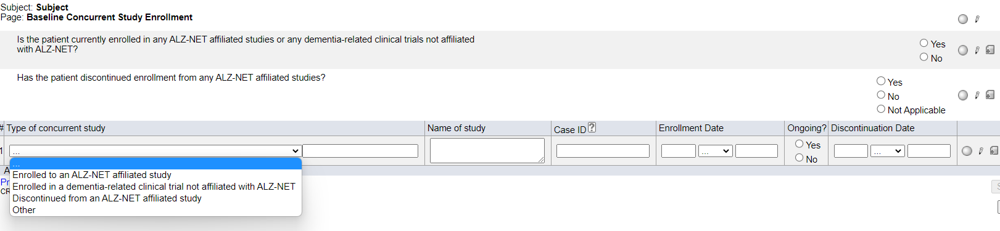 Subject: Subject
Page: Baseline Concurrent Study Enrollment
Is the patient currently enrolled in any ALZ-NET affiliated studies or any dementia-related clinical trials not affiliated
with ALZ-NET?
Yes
No
Has the patient discontinued enrollment from any ALZ-NET affiliated studies?
Yes
No
Not Applicable
# Type of concurrent study Name of study Case ID ? Enrollment Date Ongoing? Discontinuation Date
1 ... ... Yes ...
No
...
Enrolled to an ALZ-NET affiliated study
Enrolled in a dementia-related clinical trial not affiliated with ALZ-NET
Discontinued from an ALZ-NET affiliated study
Other